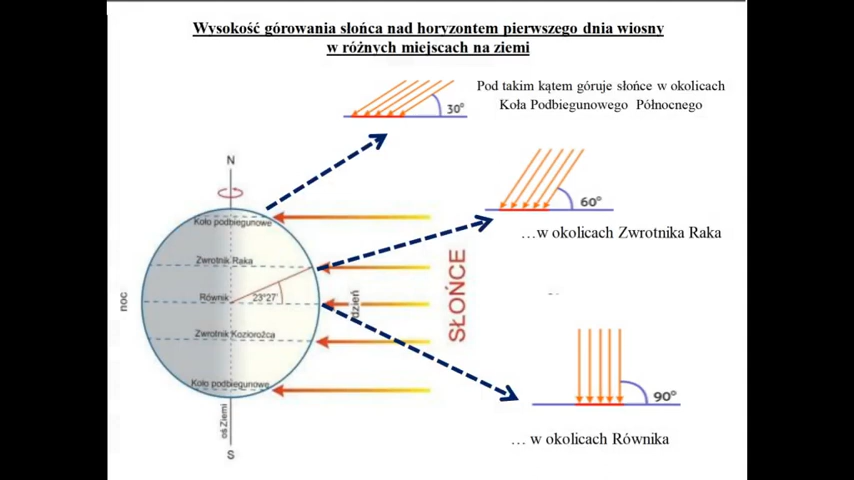 Wysokość górowania słońca nad horyzontem pierwszego dnia wiosny
w różnych miejscach na ziemi
Pod takim kątem góruje słońce w okolicach
Koła Podbiegunowego Północnego
30°
60°
…w okolicach Zwrotnika Raka
N
Koło podbiegunowe
Zwrotnik Raka
Równik
23°27'
Zwrotnik Koziorożca
Koło podbiegunowe
oś Ziemi
S
noc
dzień
SŁOŃCE
90°
… w okolicach Równika